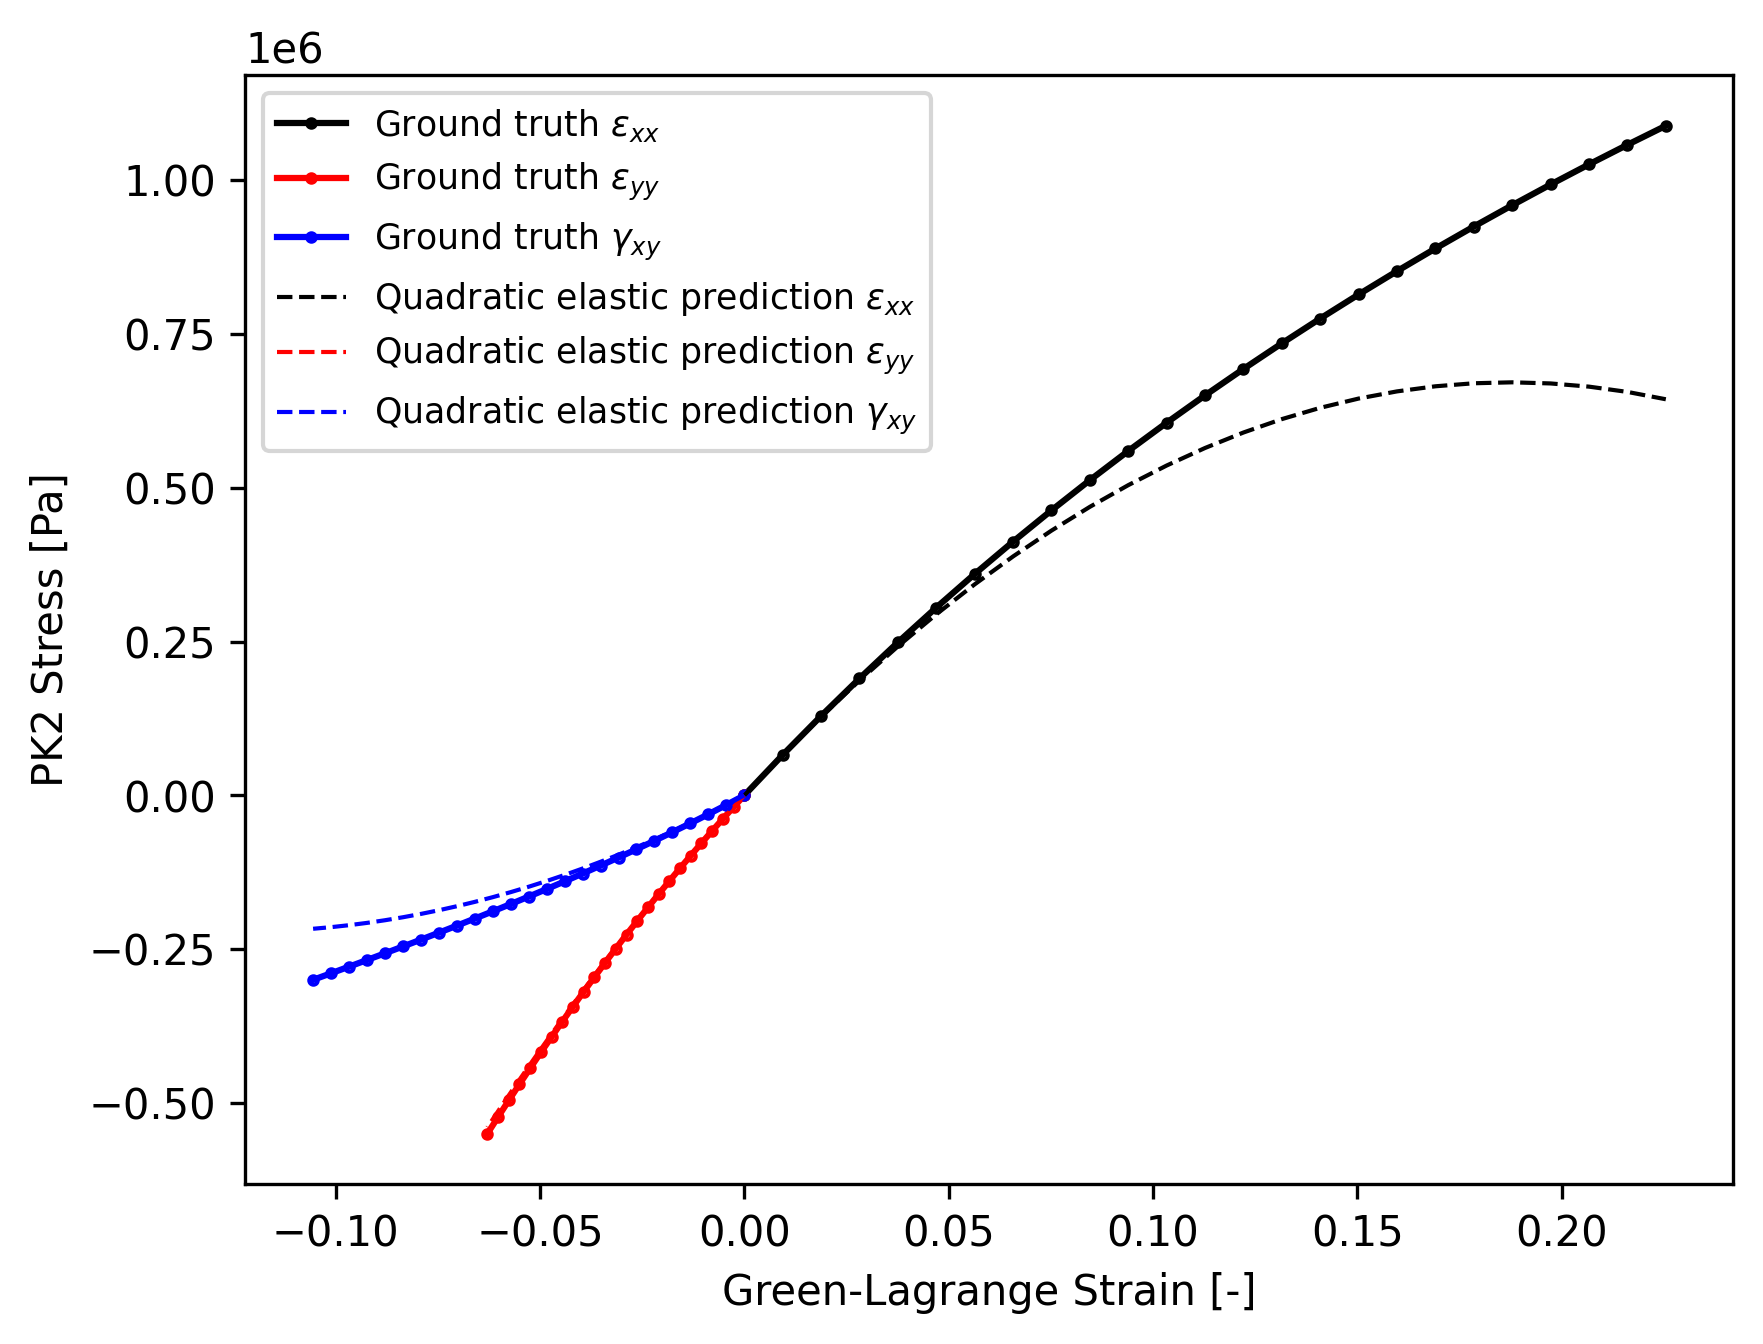 1e6
Ground truth εxx
Ground truth εyy
Ground truth γxy
Quadratic elastic prediction εxx
Quadratic elastic prediction εyy
Quadratic elastic prediction γxy
1.00
0.75
0.50
0.25
0.00
−0.25
−0.50
PK2 Stress [Pa]
−0.10 −0.05 0.00 0.05 0.10 0.15 0.20
Green-Lagrange Strain [-]